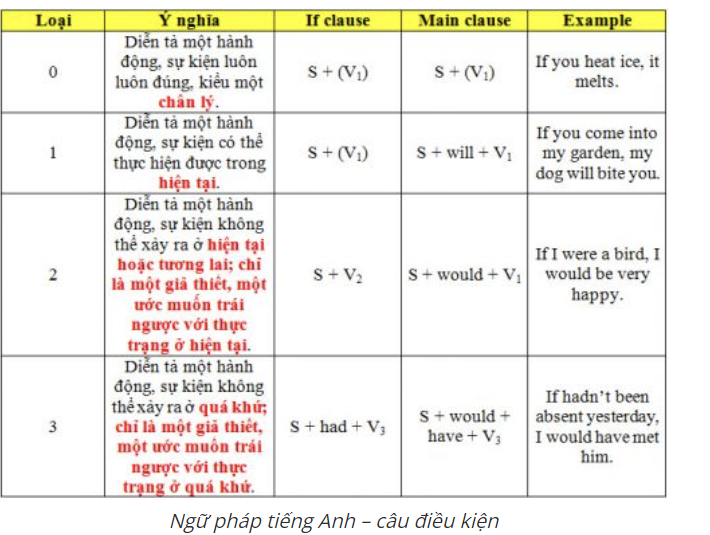 Loại Ý nghĩa If clause Main clause Example
0
Diễn tả một hành
động, sự kiện luôn
luôn đúng, kiểu một
chân lý.
S + (V₁)
S + (V₁)
If you heat ice, it
melts.
1
Diễn tả một hành
động, sự kiện có thể
thực hiện được trong
hiện tại.
S + (V₁)
S + will + V₁
If you come into
my garden, my
dog will bite you.
2
Diễn tả một hành
động, sự kiện không
thể xảy ra ở hiện tại
hoặc tương lai; chỉ
là một giả thiết, một
ước muốn trái
ngược với thực
trạng ở hiện tại.
S + V₂
S + would + V₁
If I were a bird, I
would be very
happy.
3
Diễn tả một hành
động, sự kiện không
thể xảy ra ở quá khứ;
chỉ là một giả thiết,
một ước muốn trái
ngược với thực
trạng ở quá khứ.
S + had + V₃
S + would +
have + V₃
If hadn’t been
absent yesterday,
I would have met
him.
Ngữ pháp tiếng Anh – câu điều kiện